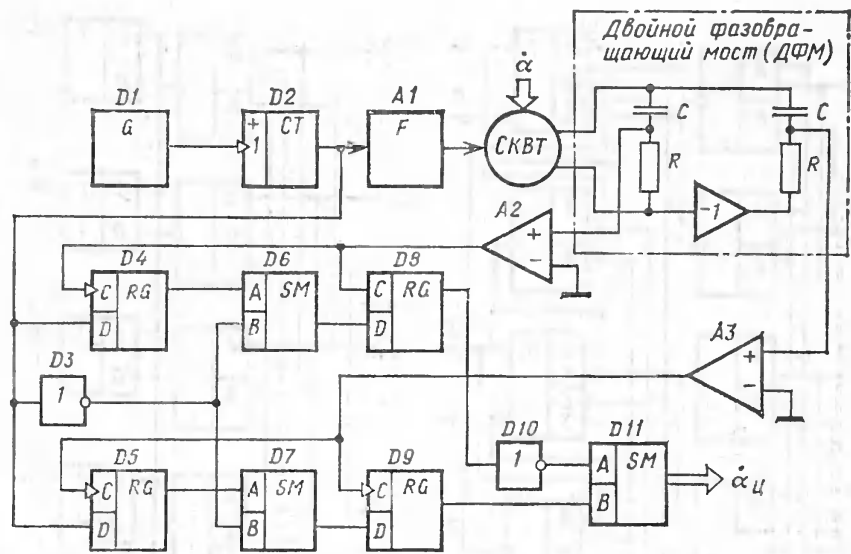 Двойной фазобра-
щающий мост (ДФМ)
α̇
D1
G
D2
+
1
CT
A1
F
СКВТ
C
C
R
R
-1
A2
+
-
D4
C
RG
D
D6
A
SM
B
D8
C
RG
D
A3
+
-
D3
1
D10
1
D11
A
SM
B
α̇ц
D5
C
RG
D
D7
A
SM
B
D9
C
RG
D